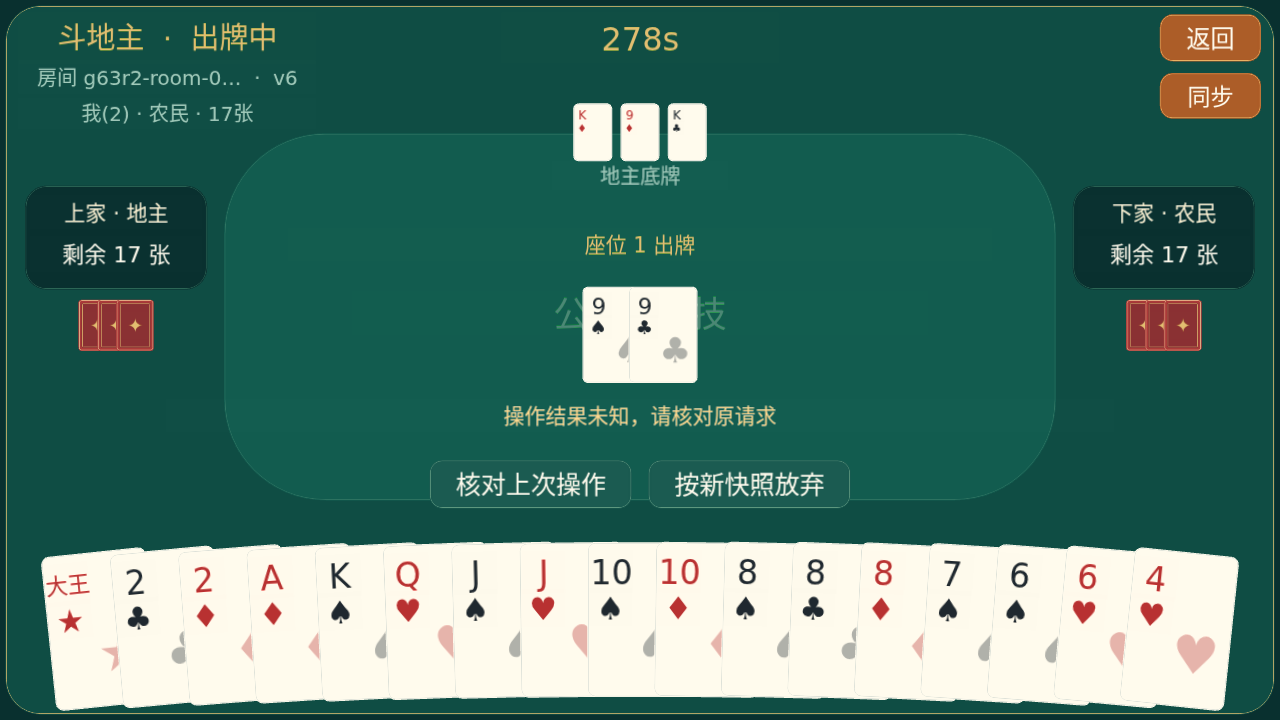 斗地主 · 出牌中
278s
返回
房间 g63r2-room-0… · v6
同步
我(2) · 农民 · 17张
K
9
K
地主底牌
上家 · 地主
剩余 17 张
下家 · 农民
剩余 17 张
座位 1 出牌
9
9
公
技
操作结果未知，请核对原请求
核对上次操作
按新快照放弃
大王
2
2
A
K
Q
J
J
10
10
8
8
8
7
6
6
4